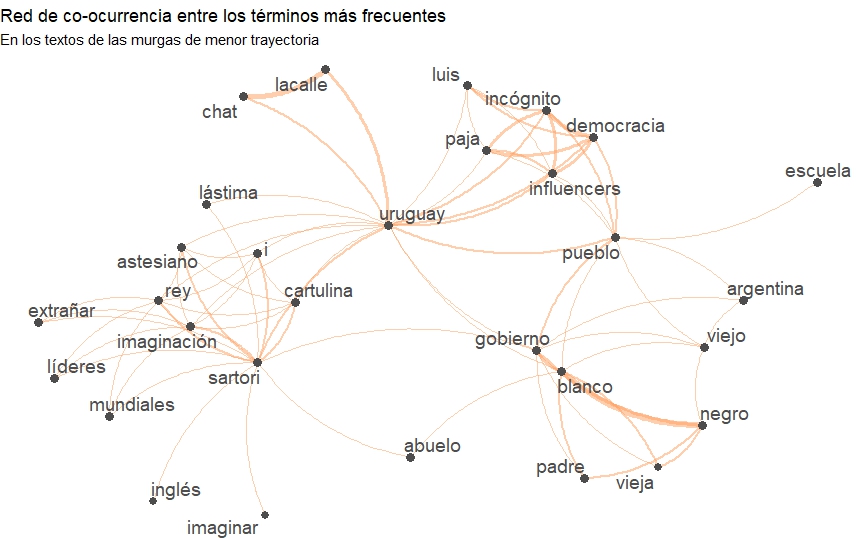 Red de co-ocurrencia entre los términos más frecuentes
En los textos de las murgas de menor trayectoria
luis
lacalle
incógnito
chat
democracia
paja
escuela
influencers
lástima
uruguay
i
pueblo
astesiano
rey
cartulina
argentina
extrañar
imaginación
gobierno
viejo
líderes
sartori
blanco
mundiales
negro
abuelo
padre
vieja
inglés
imaginar